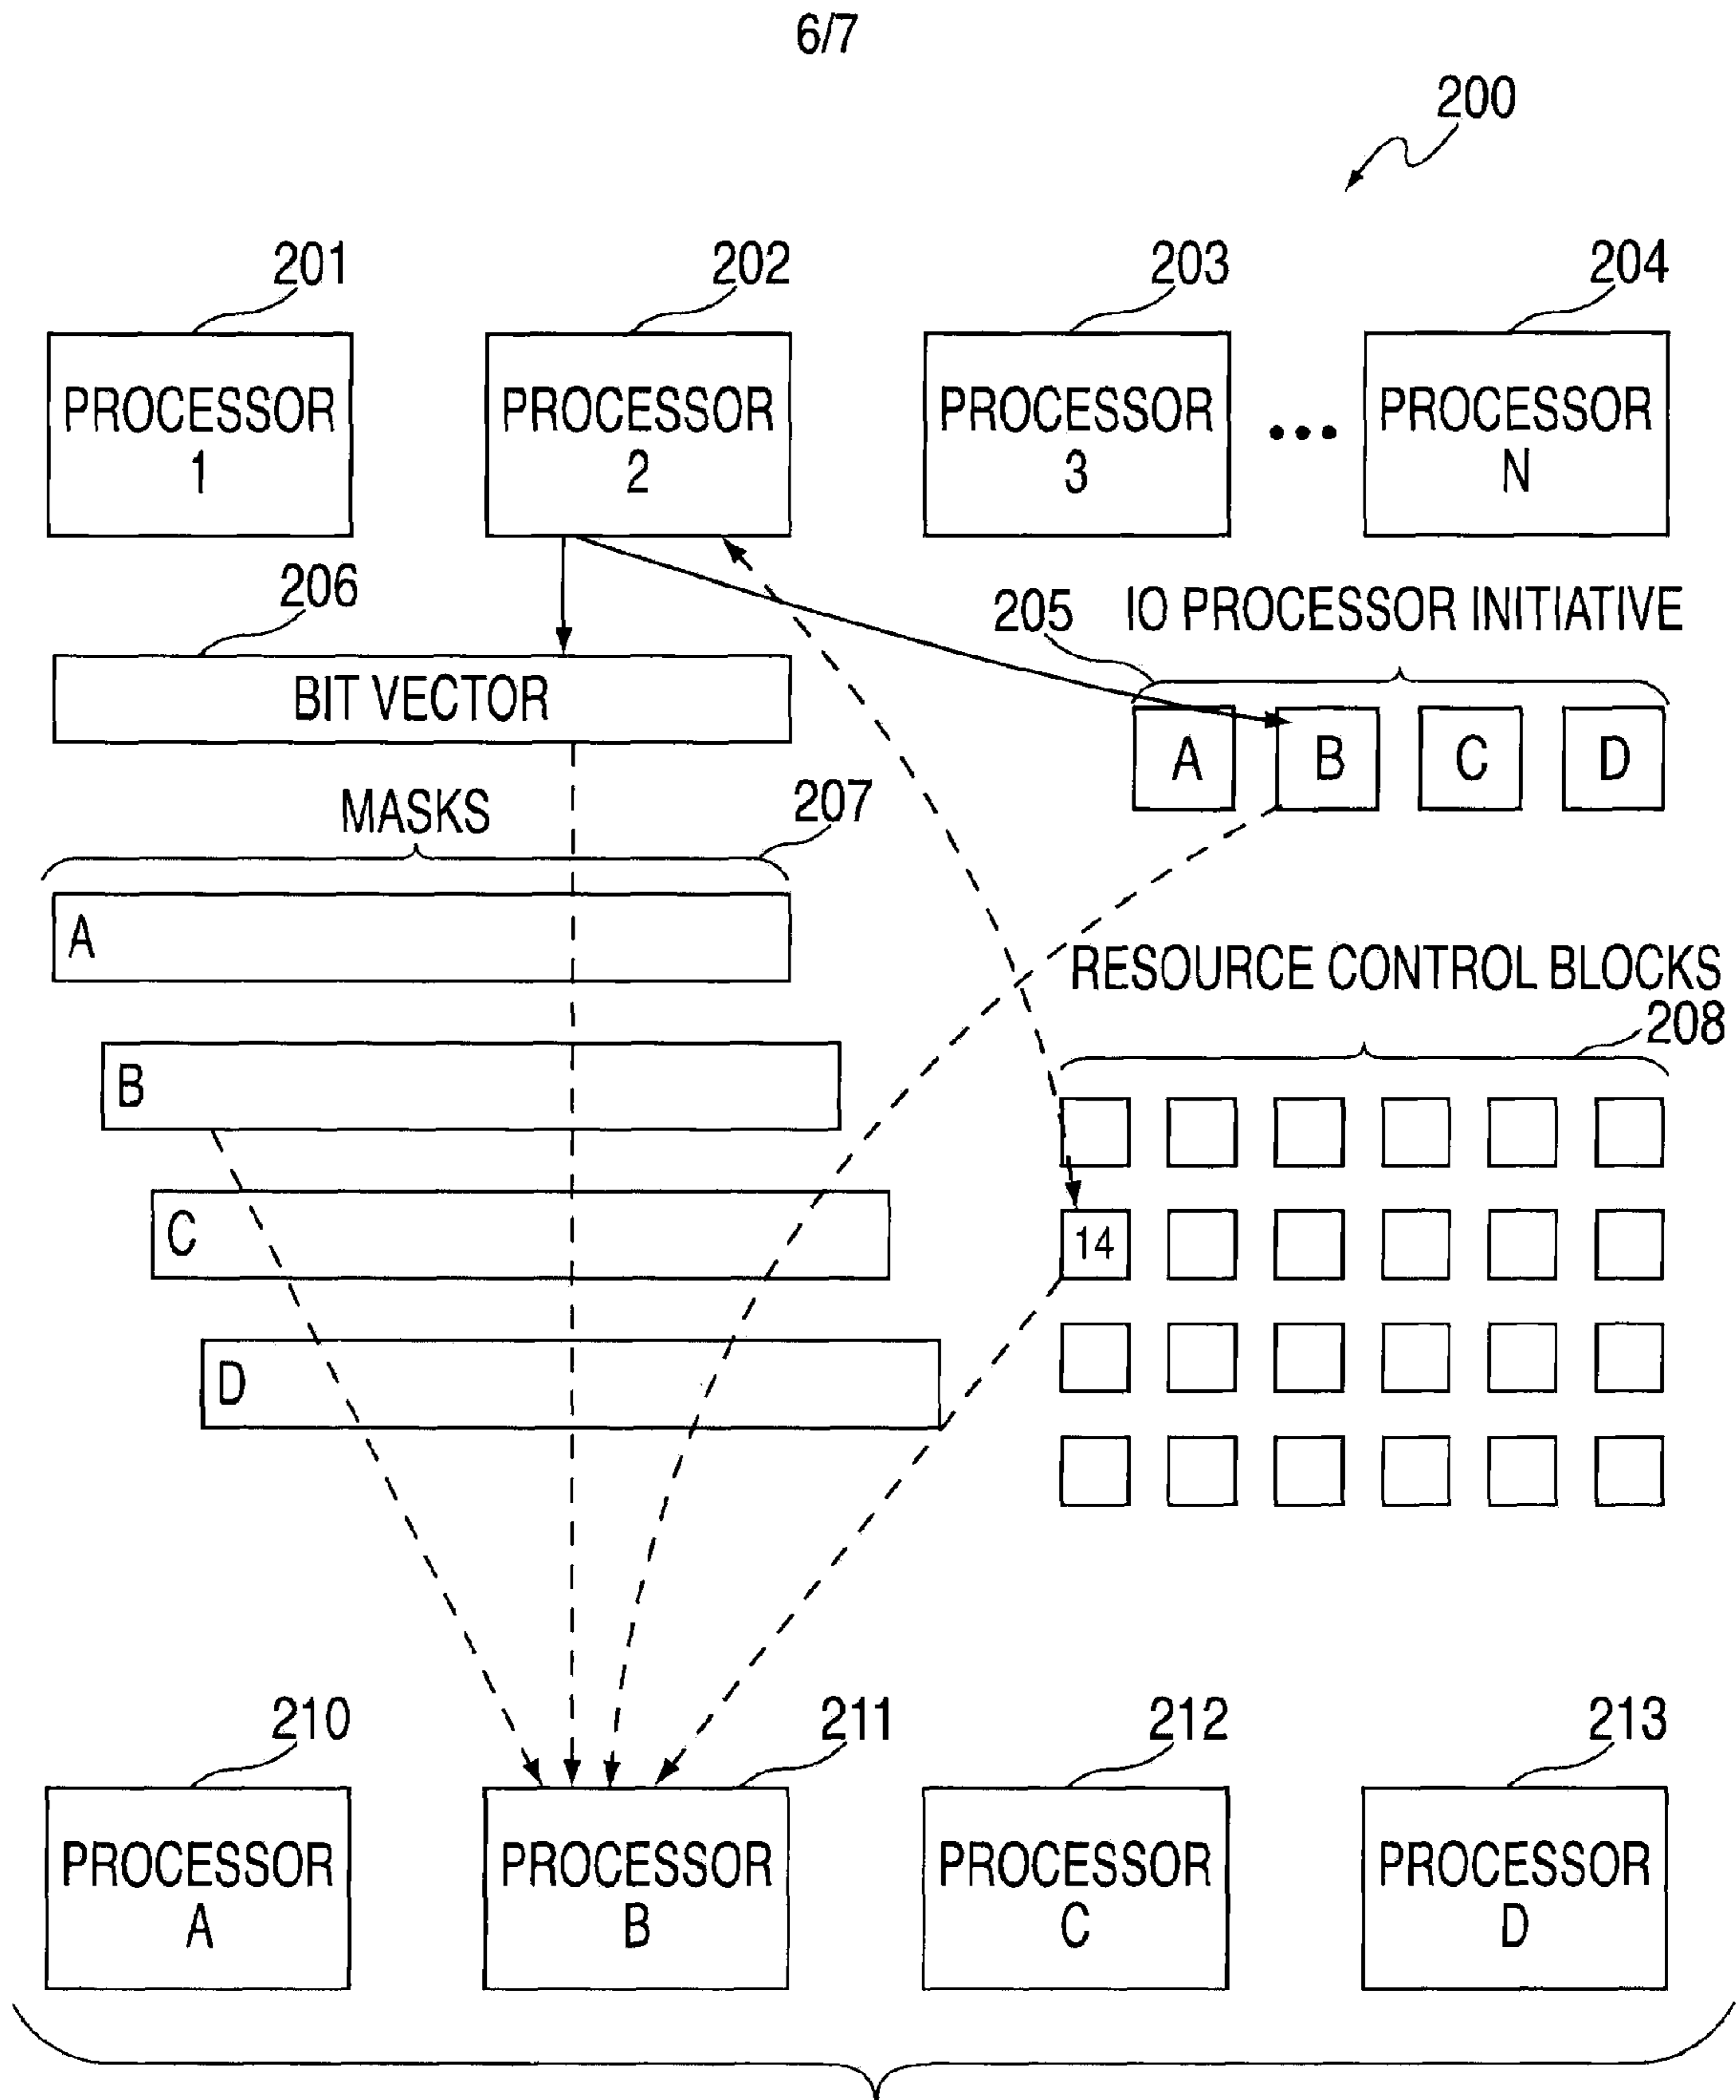 6/7
200
201
202
203
204
PROCESSOR
1
PROCESSOR
2
PROCESSOR
3
•••
PROCESSOR
N
206
205
IO PROCESSOR INITIATIVE
BIT VECTOR
A
B
C
D
MASKS
207
A
RESOURCE CONTROL BLOCKS
208
B
C
14
D
210
211
212
213
PROCESSOR
A
PROCESSOR
B
PROCESSOR
C
PROCESSOR
D